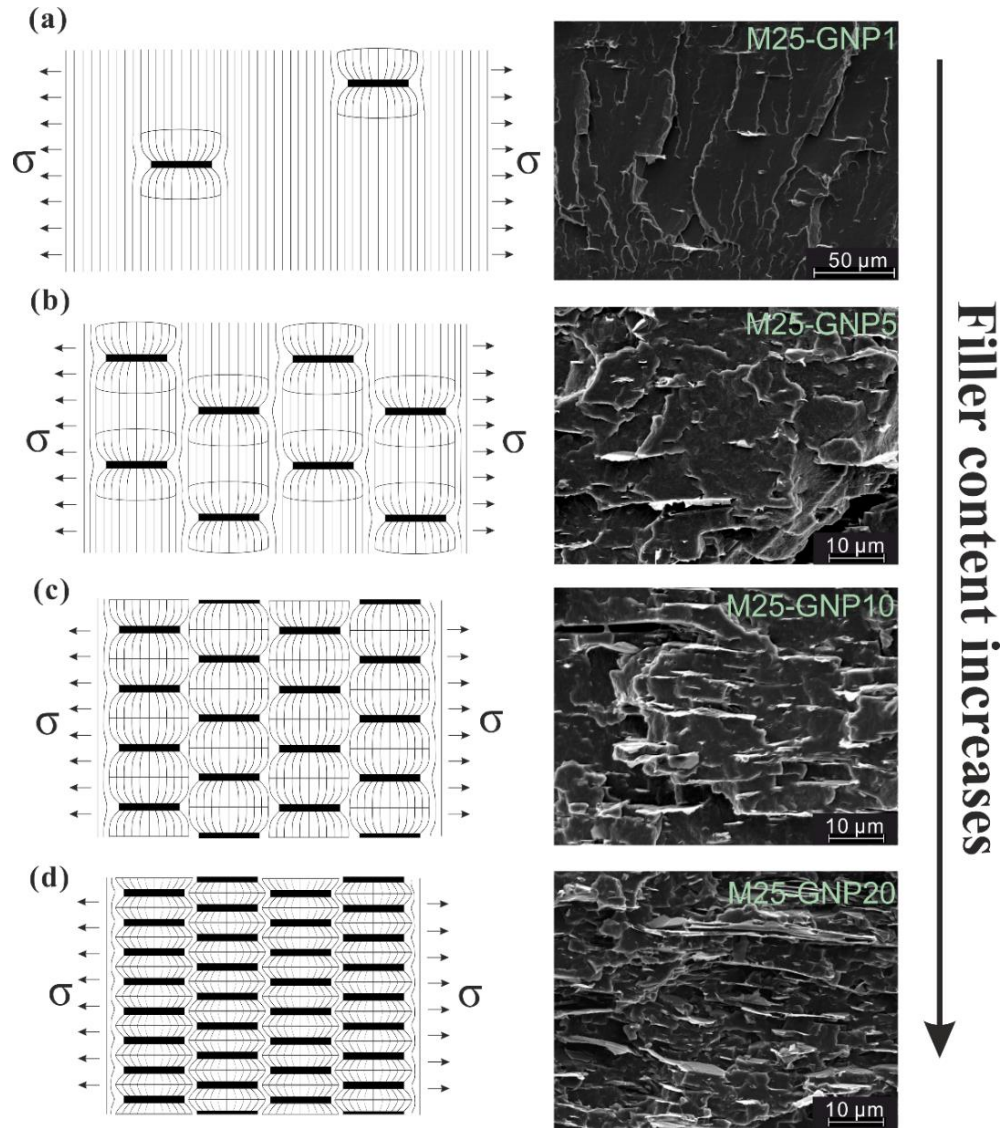 (a)
σ
σ
M25-GNP1
50 µm
(b)
σ
σ
M25-GNP5
10 µm
(c)
σ
σ
M25-GNP10
10 µm
(d)
σ
σ
M25-GNP20
10 µm
Filler content increases